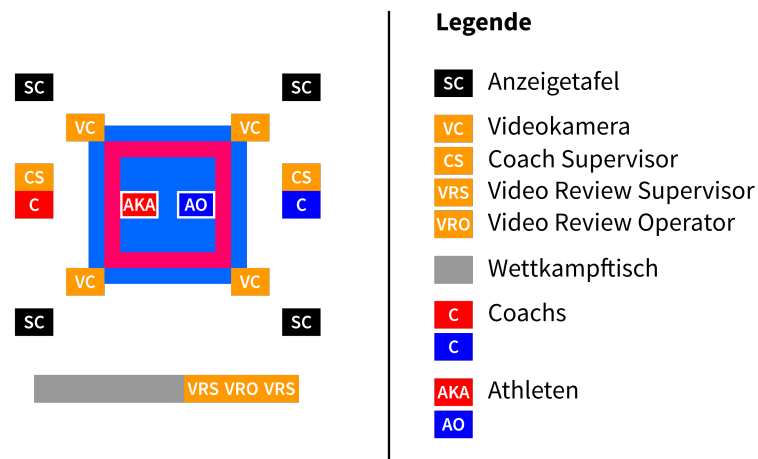 SC SC
VC VC
CS CS
C AKA AO C
VC VC
SC SC
VRS VRO VRS
Legende
SC Anzeigetafel
VC Videokamera
CS Coach Supervisor
VRS Video Review Supervisor
VRO Video Review Operator
Wettkampftisch
C Coachs
C
AKA Athleten
AO